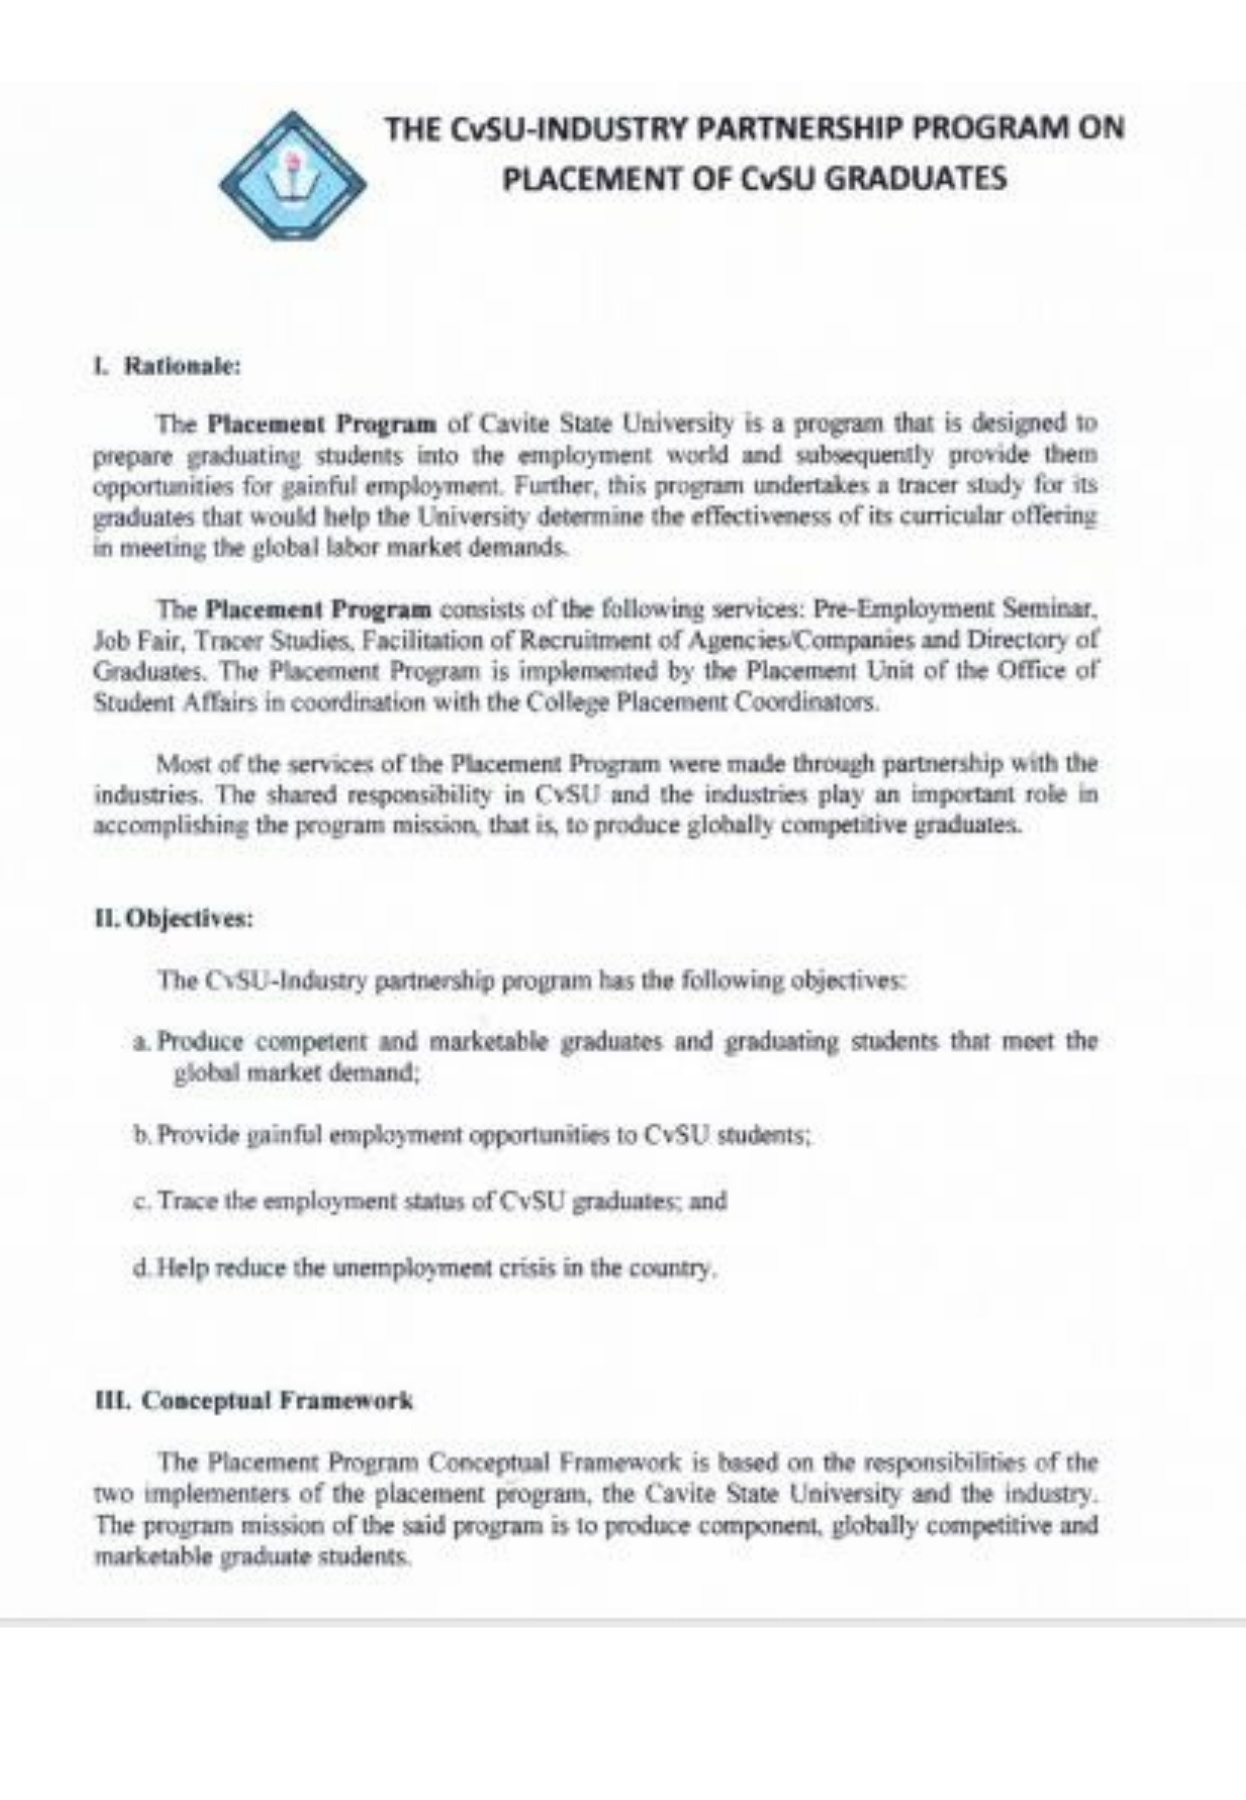 THE CvSU-INDUSTRY PARTNERSHIP PROGRAM ON
PLACEMENT OF CvSU GRADUATES
I. Rationale:
The Placement Program of Cavite State University is a program that is designed to
prepare graduating students into the employment world and subsequently provide them
opportunities for gainful employment. Further, this program undertakes a tracer study for its
graduates that would help the University determine the effectiveness of its curricular offering
in meeting the global labor market demands.
The Placement Program consists of the following services: Pre-Employment Seminar,
Job Fair, Tracer Studies, Facilitation of Recruitment of Agencies/Companies and Directory of
Graduates. The Placement Program is implemented by the Placement Unit of the Office of
Student Affairs in coordination with the College Placement Coordinators.
Most of the services of the Placement Program were made through partnership with the
industries. The shared responsibility in CvSU and the industries play an important role in
accomplishing the program mission, that is, to produce globally competitive graduates.
II. Objectives:
The CvSU-Industry partnership program has the following objectives:
a. Produce competent and marketable graduates and graduating students that meet the
global market demand;
b. Provide gainful employment opportunities to CvSU students;
c. Trace the employment status of CvSU graduates; and
d. Help reduce the unemployment crisis in the country.
III. Conceptual Framework
The Placement Program Conceptual Framework is based on the responsibilities of the
two implementers of the placement program, the Cavite State University and the industry.
The program mission of the said program is to produce component, globally competitive and
marketable graduate students.